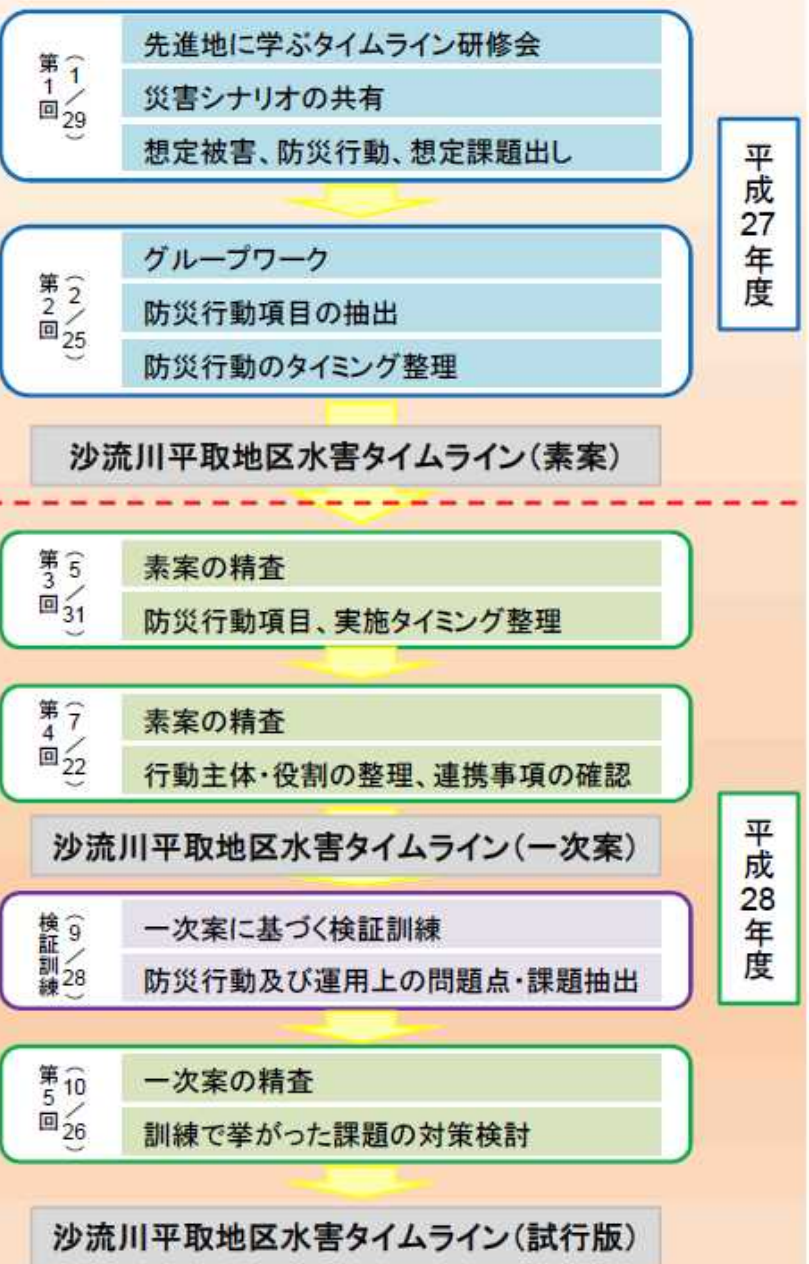 第1回(1/29)
先進地に学ぶタイムライン研修会
災害シナリオの共有
想定被害、防災行動、想定課題出し
平成27年度
第2回(2/25)
グループワーク
防災行動項目の抽出
防災行動のタイミング整理
沙流川平取地区水害タイムライン(素案)
第3回(5/31)
素案の精査
防災行動項目、実施タイミング整理
第4回(7/22)
素案の精査
行動主体・役割の整理、連携事項の確認
沙流川平取地区水害タイムライン(一次案)
平成28年度
検証訓練(9/28)
一次案に基づく検証訓練
防災行動及び運用上の問題点・課題抽出
第5回(10/26)
一次案の精査
訓練で挙がった課題の対策検討
沙流川平取地区水害タイムライン(試行版)